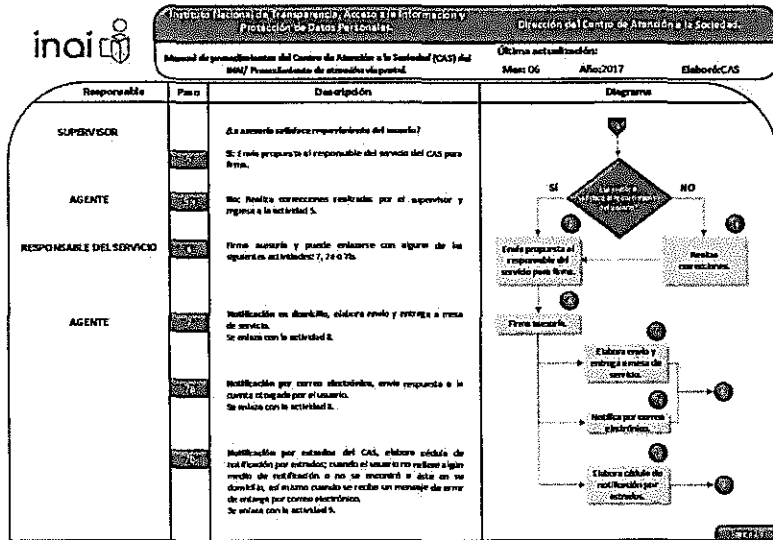 inai
Instituto Nacional de Transparencia, Acceso a la Información y
Protección de Datos Personales.
Dirección del Centro de Atención a la Sociedad.
Manual de procedimientos del Centro de Atención a la Sociedad (CAS) del
INAI/ Procedimiento de atención vía postal.
Última actualización:
Mes: 06 Año:2017 Elaboró:CAS
Responsable Paso Descripción Diagrama
SUPERVISOR
¿La asesoría satisface requerimiento del usuario?
SI: Envía propuesta al responsable del servicio del CAS para
firma.
AGENTE
No; Realiza correcciones realizadas por el supervisor y
regresa a la actividad 5.
RESPONSABLE DEL SERVICIO
Firma asesoría y puede enlazarse con alguna de las
siguientes actividades: 7, 7a o 7b.
AGENTE
Notificación en domicilio, elabora envío y entrega a mesa
de servicio.
Se enlaza con la actividad 8.
Notificación por correo electrónico, envía respuesta a la
cuenta otorgada por el usuario.
Se enlaza con la actividad 8.
Notificación por estrados del CAS, elabora cédula de
notificación por estrados; cuando el usuario no señale algún
medio de notificación o no se encontró a éste en su
domicilio, así mismo cuando se reciba un mensaje de error
de entrega por correo electrónico.
Se enlaza con la actividad 9.
SÍ
NO
Envía propuesta al
responsable del
servicio para firma.
Realiza
correcciones.
Firma asesoría.
Elabora envío y
entrega a mesa de
servicio.
Notifica por correo
electrónico.
Elabora cédula de
notificación por
estrados.